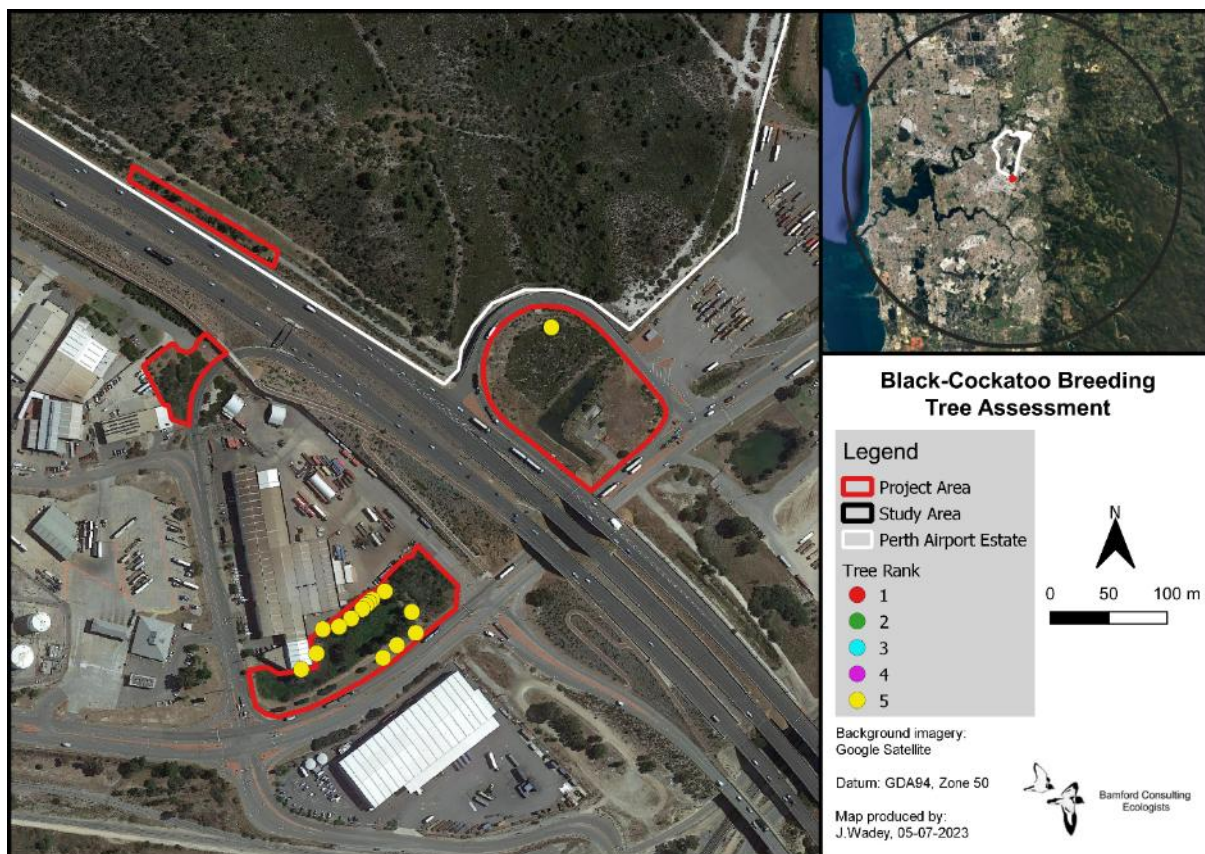 Black-Cockatoo Breeding
Tree Assessment
Legend
Project Area
Study Area
Perth Airport Estate
Tree Rank
1
2
3
4
5
N
0 50 100 m
Background imagery:
Google Satellite
Datum: GDA94, Zone 50
Map produced by:
J.Wadey, 05-07-2023
Bamford Consulting
Ecologists